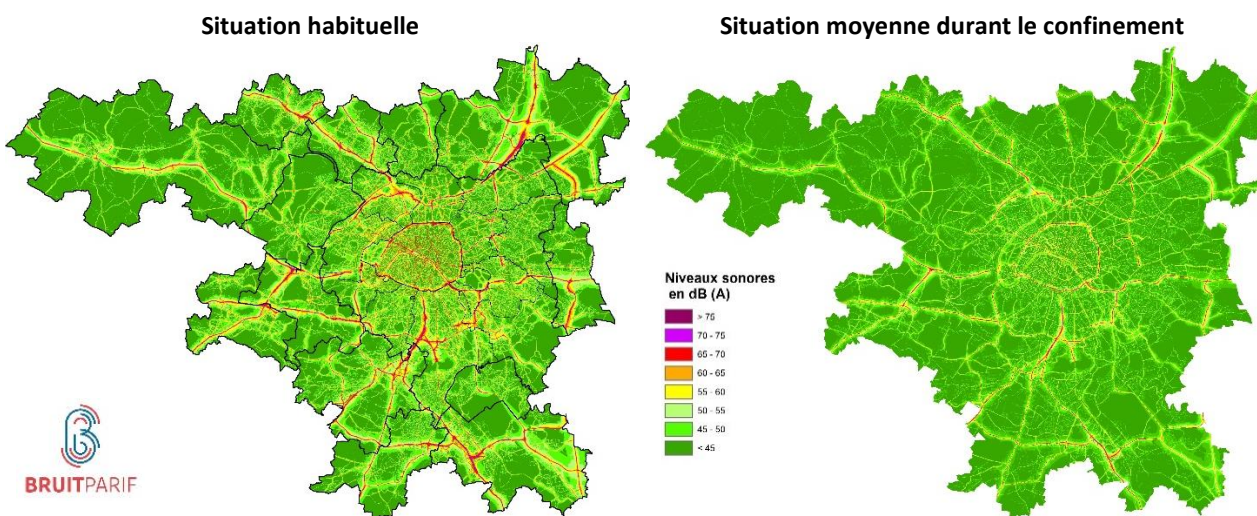 Situation habituelle
Situation moyenne durant le confinement
Niveaux sonores
en dB (A)
> 75
70 - 75
65 - 70
60 - 65
55 - 60
50 - 55
45 - 50
< 45
BRUITPARIF